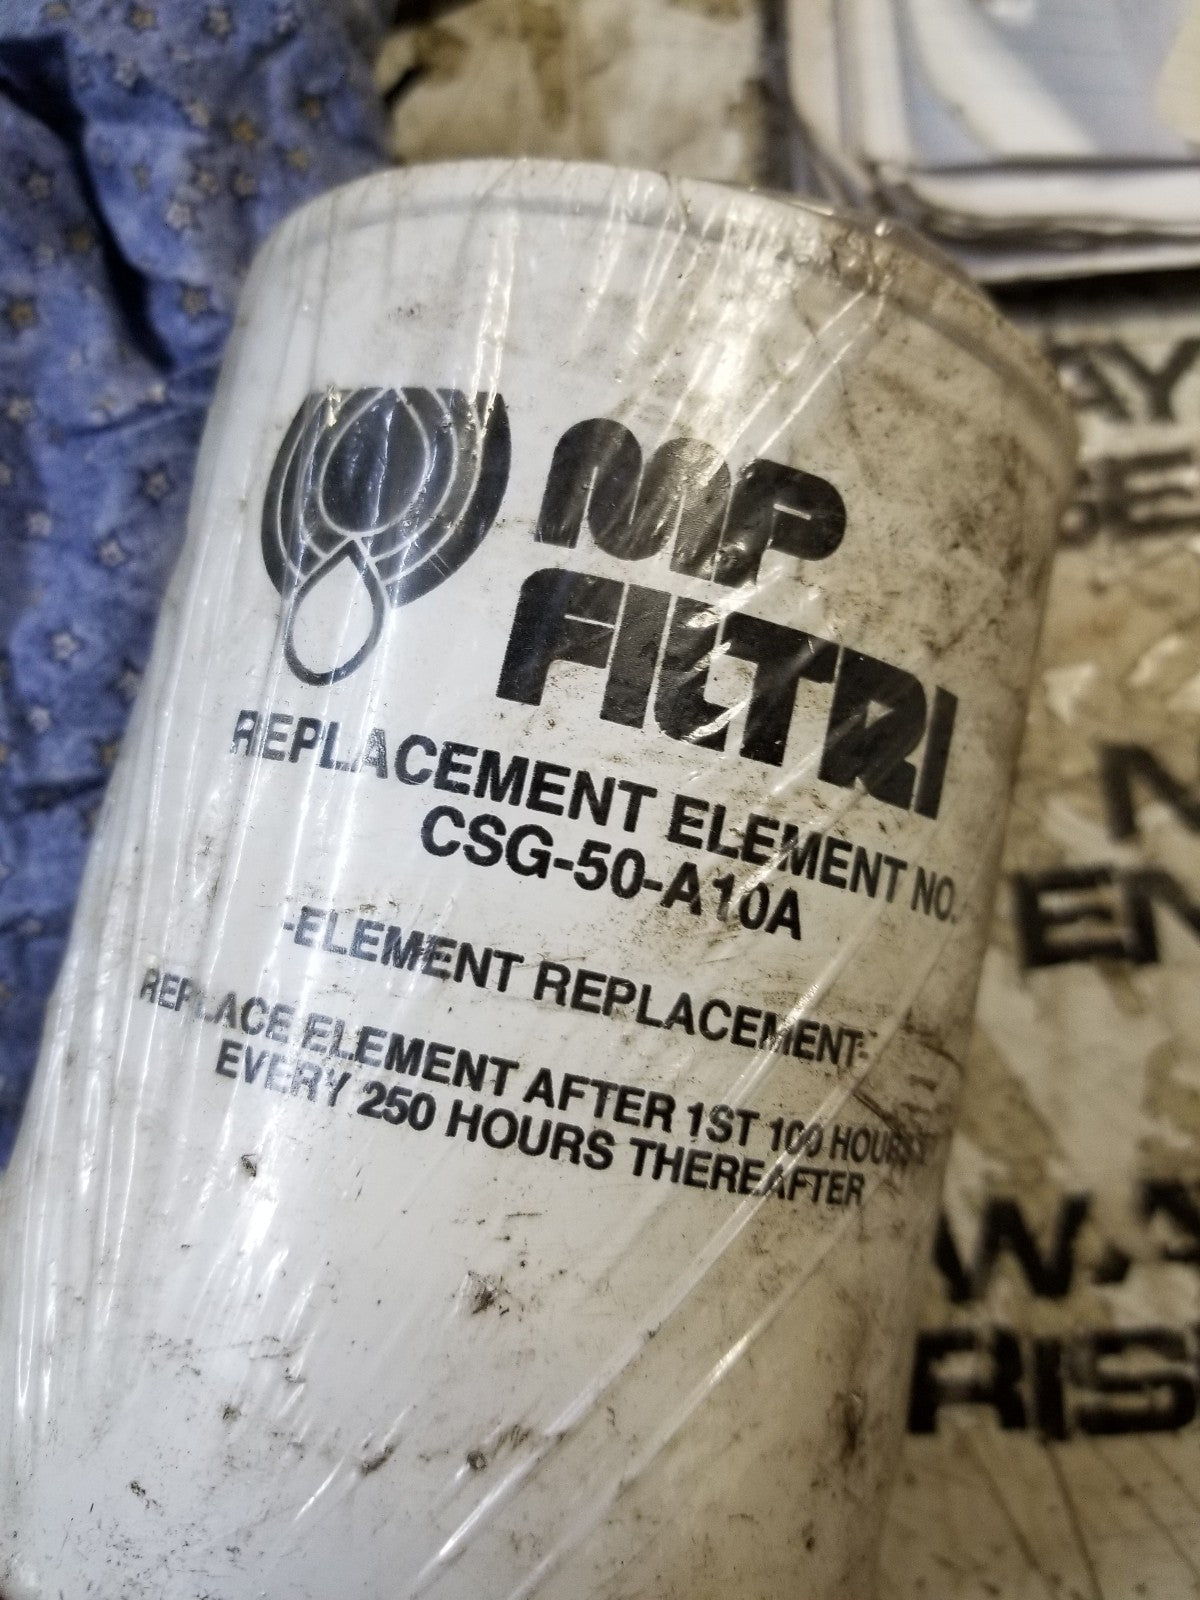 MP
FILTRI
REPLACEMENT ELEMENT NO.
CSG-50-A10A
-ELEMENT REPLACEMENT-
REPLACE ELEMENT AFTER 1ST 100 HOURS
EVERY 250 HOURS THEREAFTER